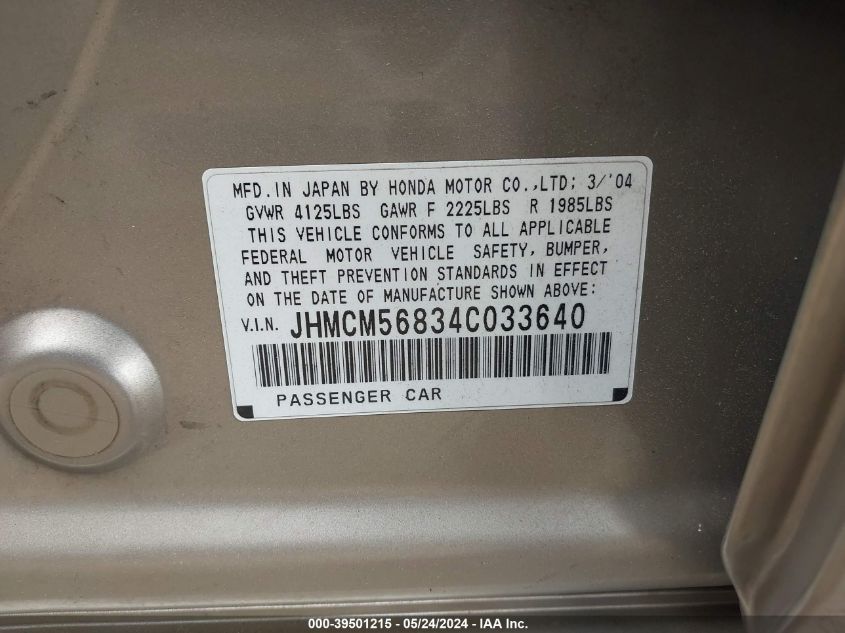 MFD.IN JAPAN BY HONDA MOTOR CO.,LTD; 3/'04
GVWR 4125LBS GAWR F 2225LBS R 1985LBS
THIS VEHICLE CONFORMS TO ALL APPLICABLE
FEDERAL MOTOR VEHICLE SAFETY, BUMPER,
AND THEFT PREVENTION STANDARDS IN EFFECT
ON THE DATE OF MANUFACTURE SHOWN ABOVE:
V.I.N. JHMCM56834C033640
PASSENGER CAR
000-39501215 - 05/24/2024 - IAAI Inc.